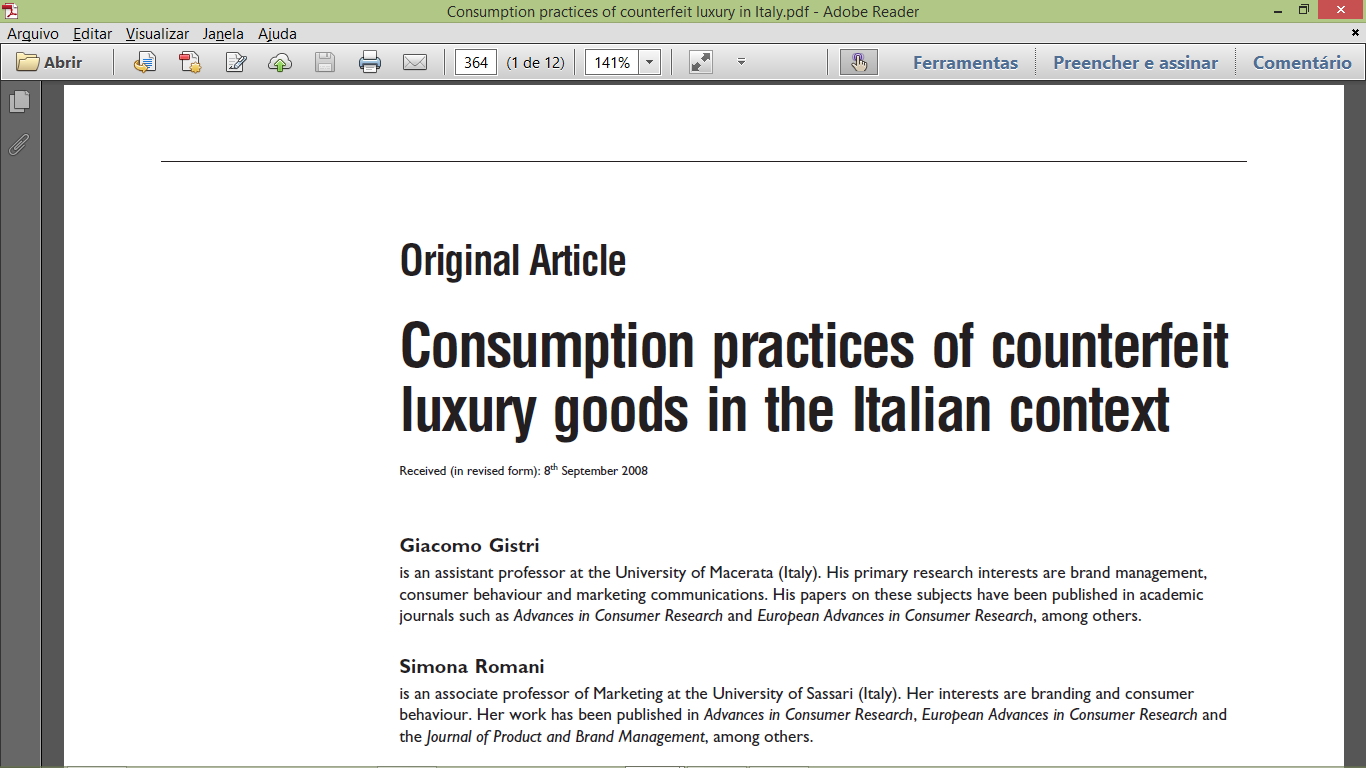 Consumption practices of counterfeit luxury in Italy.pdf - Adobe Reader
Arquivo Editar Visualizar Janela Ajuda
Abrir 364 (1 de 12) 141% Ferramentas Preencher e assinar Comentário
Original Article
Consumption practices of counterfeit
luxury goods in the Italian context
Received (in revised form): 8th September 2008
Giacomo Gistri
is an assistant professor at the University of Macerata (Italy). His primary research interests are brand management,
consumer behaviour and marketing communications. His papers on these subjects have been published in academic
journals such as Advances in Consumer Research and European Advances in Consumer Research, among others.
Simona Romani
is an associate professor of Marketing at the University of Sassari (Italy). Her interests are branding and consumer
behaviour. Her work has been published in Advances in Consumer Research, European Advances in Consumer Research and
the Journal of Product and Brand Management, among others.